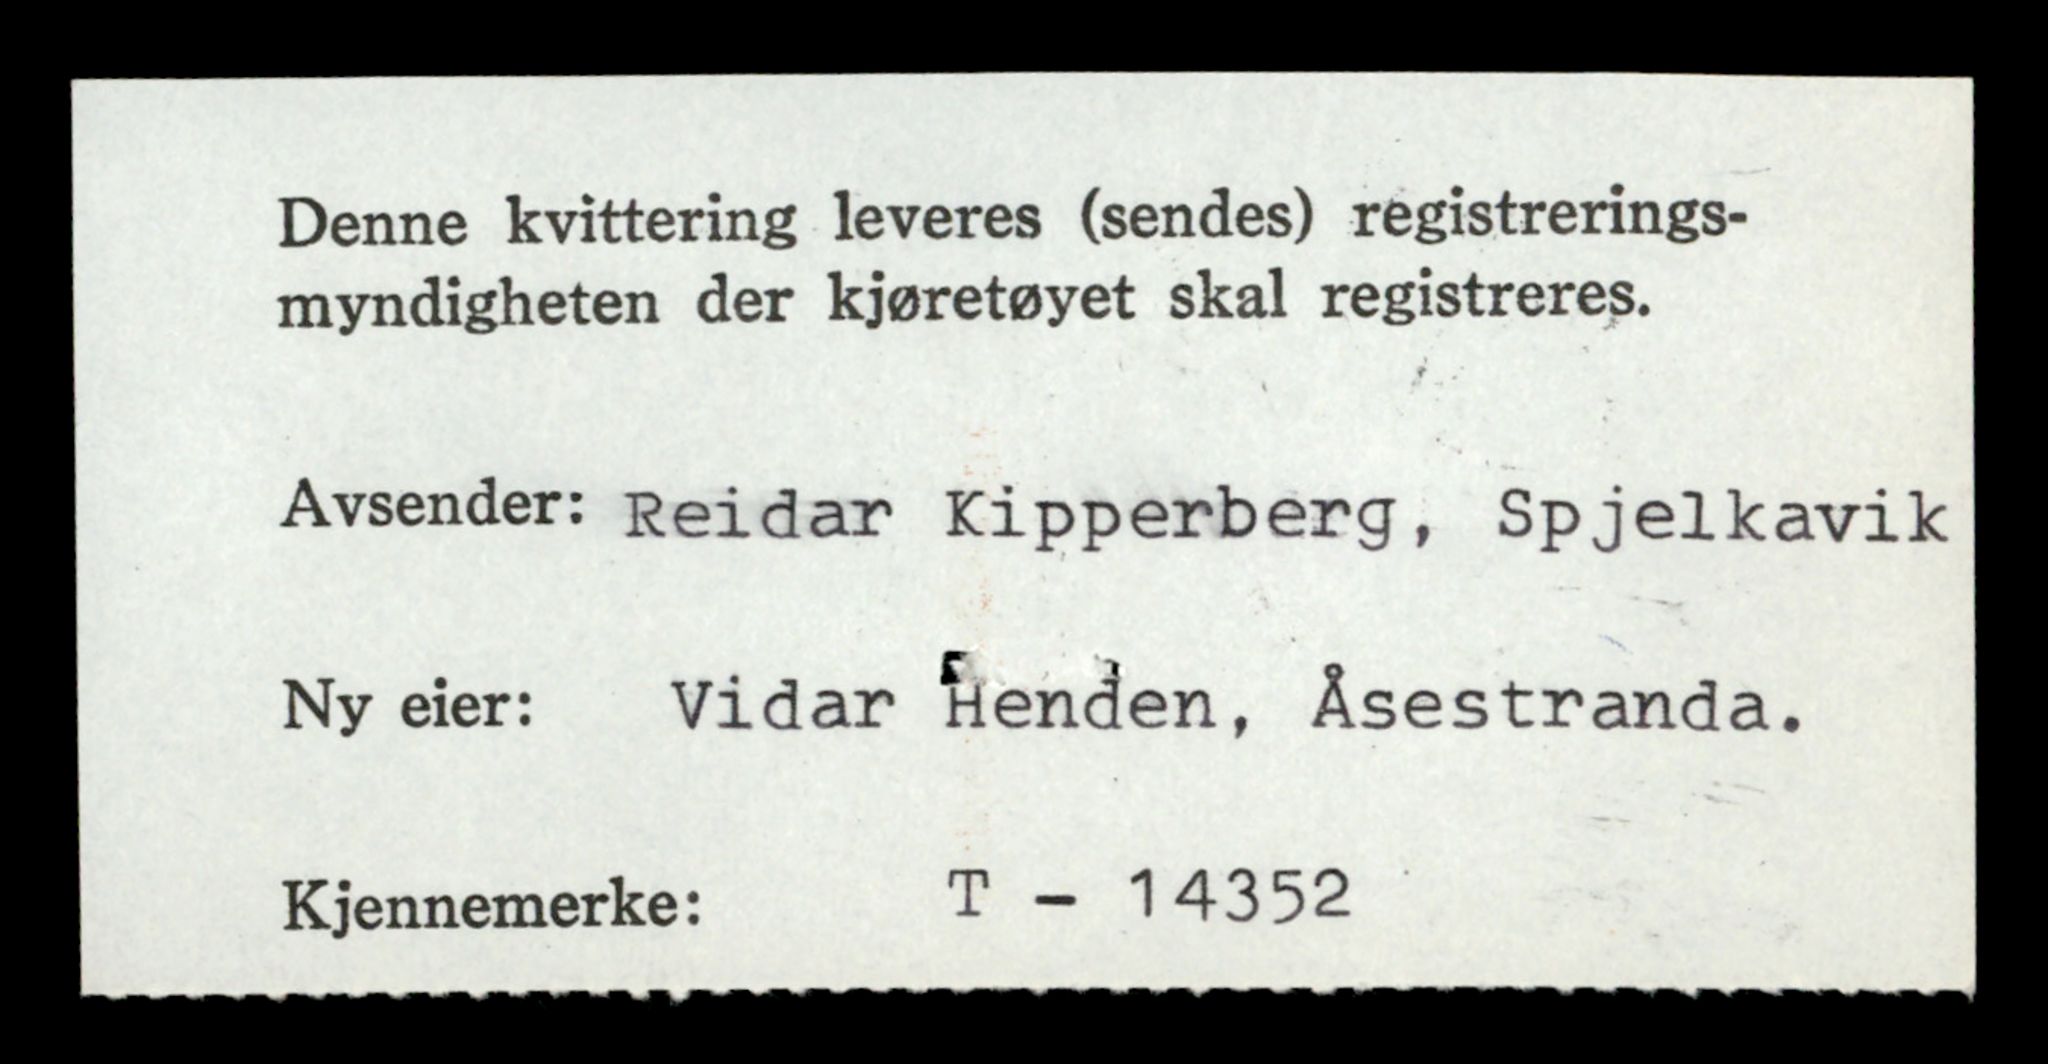 Denne kvittering leveres (sendes) registrerings-
myndigheten der kjøretøyet skal registreres.
Avsender: Reidar Kipperberg, Spjelkavik
Ny eier: Vidar Henden, Åsestranda.
Kjennemerke: T - 14352